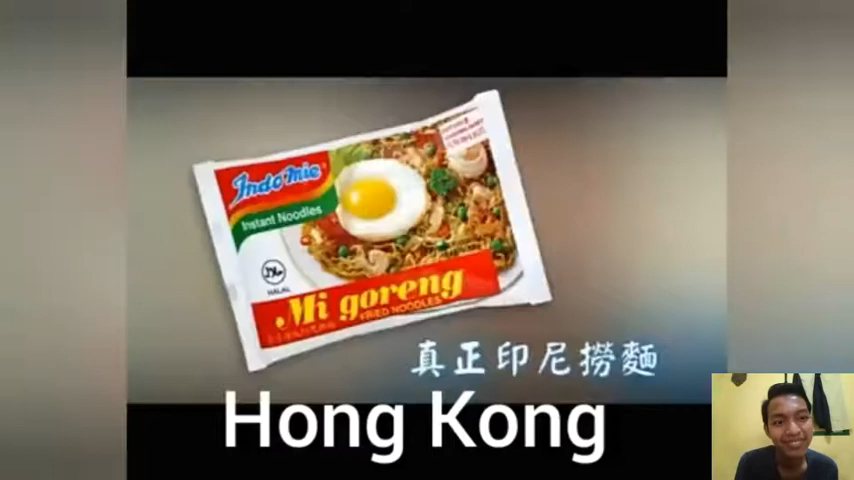 Indomie
Instant Noodles
HALAL
Mi goreng
FRIED NOODLES
真正印尼撈麵
Hong Kong